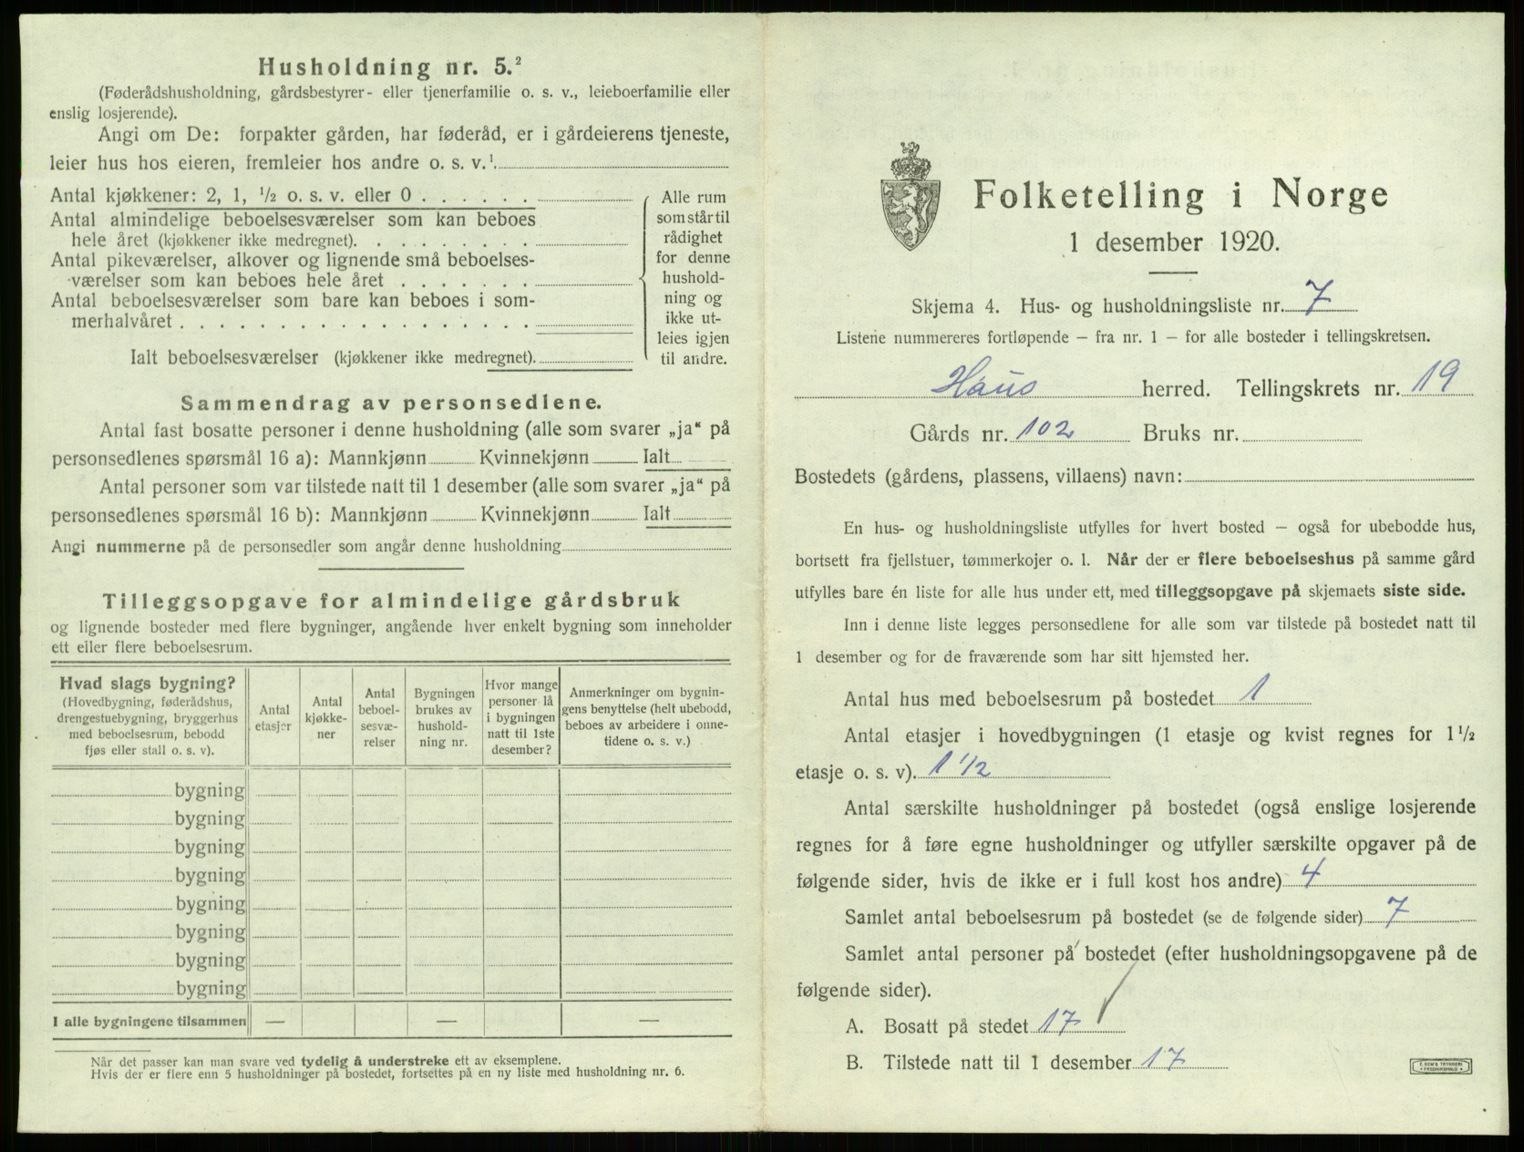 Husholdning nr. 5.²
(Føderådshusholdning, gårdsbestyrer- eller tjenerfamilie o. s. v., leieboerfamilie eller
enslig losjerende).
Angi om De: forpakter gården, har føderåd, er i gårdeierens tjeneste,
leier hus hos eieren, fremleier hos andre o. s. v.¹
Antal kjøkkener: 2, 1, ½ o. s. v. eller 0 . . . . . .
Antal almindelige beboelsesværelser som kan beboes
hele året (kjøkkener ikke medregnet). . . . . . . . .
Antal pikeværelser, alkover og lignende små beboelses-
værelser som kan beboes hele året . . . . . . .
Antal beboelsesværelser som bare kan beboes i som-
merhalvåret . . . . . . . . . . . . . . . . . .
Ialt beboelsesværelser (kjøkkener ikke medregnet).
Alle rum
som står til
rådighet
for denne
hushold-
ning og
ikke ut-
leies igjen
til andre.
Sammendrag av personsedlene.
Antal fast bosatte personer i denne husholdning (alle som svarer „ja“ på
personsedlenes spørsmål 16 a): Mannkjønn Kvinnekjønn Ialt
Antal personer som var tilstede natt til 1 desember (alle som svarer „ja“ på
personsedlenes spørsmål 16 b): Mannkjønn Kvinnekjønn Ialt
Angi nummerne på de personsedler som angår denne husholdning
Tilleggsopgave for almindelige gårdsbruk
og lignende bosteder med flere bygninger, angående hver enkelt bygning som inneholder
ett eller flere beboelsesrum.
Hvad slags bygning?
(Hovedbygning, føderådshus,
drengestuebygning, bryggerhus
med beboelsesrum, bebodd
fjøs eller stall o. s. v).
Antal
etasjer
Antal
kjøkke-
ner
Antal
beboel-
sesvæ-
relser
Bygningen
brukes av
hushold-
ning nr.
Hvor mange
personer lå
i bygningen
natt til 1ste
desember?
Anmerkninger om bygnin-
gens benyttelse (helt ubebodd,
beboes av arbeidere i onne-
tidene o. s. v.)
bygning
bygning
bygning
bygning
bygning
bygning
bygning
bygning
I alle bygningene tilsammen — — —
Når det passer kan man svare ved tydelig å understreke ett av eksemplene.
Hvis der er flere enn 5 husholdninger på bostedet, fortsettes på en ny liste med husholdning nr. 6.
Folketelling i Norge
1 desember 1920.
Skjema 4. Hus- og husholdningsliste nr. 7
Listene nummereres fortløpende – fra nr. 1 – for alle bosteder i tellingskretsen.
Haus herred. Tellingskrets nr. 19
Gårds nr. 102 Bruks nr.
Bostedets (gårdens, plassens, villaens) navn:
En hus- og husholdningsliste utfylles for hvert bosted – også for ubebodde hus,
bortsett fra fjellstuer, tømmerkojer o. l. Når der er flere beboelseshus på samme gård
utfylles bare én liste for alle hus under ett, med tilleggsopgave på skjemaets siste side.
Inn i denne liste legges personsedlene for alle som var tilstede på bostedet natt til
1 desember og for de fraværende som har sitt hjemsted her.
Antal hus med beboelsesrum på bostedet 1
Antal etasjer i hovedbygningen (1 etasje og kvist regnes for 1½
etasje o. s. v). 1 1/2
Antal særskilte husholdninger på bostedet (også enslige losjerende
regnes for å føre egne husholdninger og utfyller særskilte opgaver på de
følgende sider, hvis de ikke er i full kost hos andre) 4
Samlet antal beboelsesrum på bostedet (se de følgende sider) 7
Samlet antal personer på bostedet (efter husholdningsopgavene på de
følgende sider).
A. Bosatt på stedet 17
B. Tilstede natt til 1 desember 17